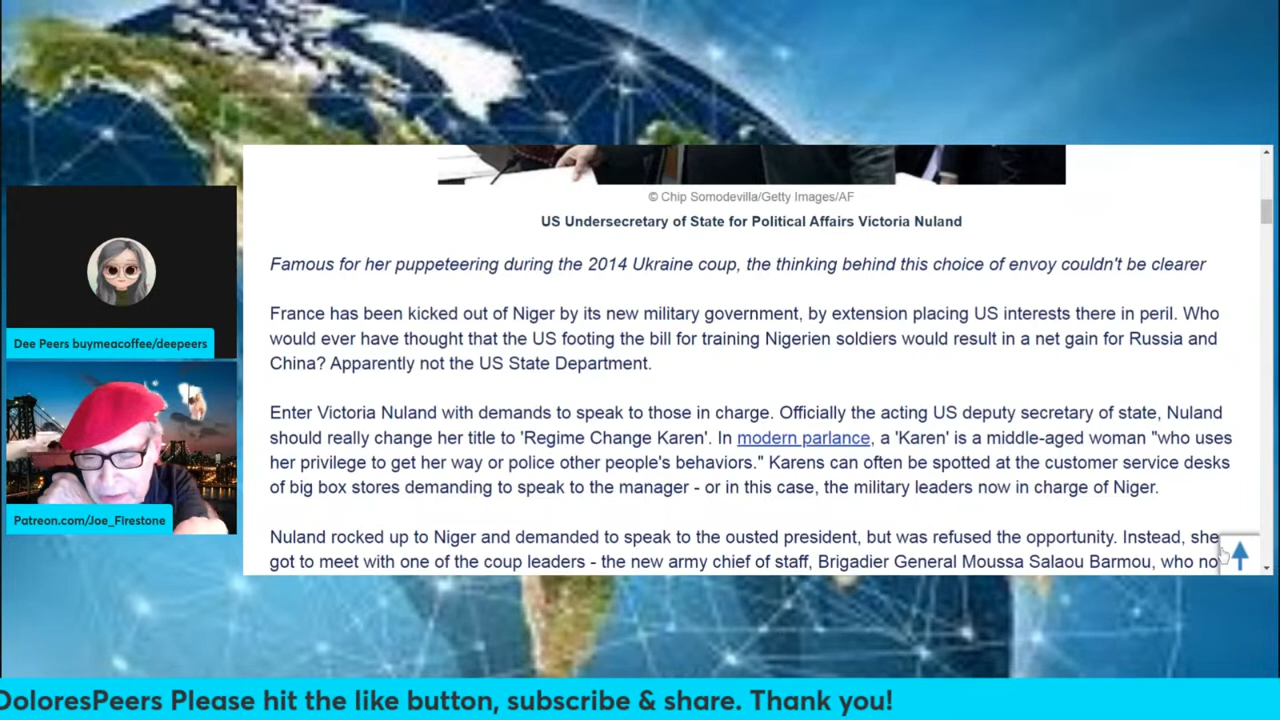 © Chip Somodevilla/Getty Images/AF
US Undersecretary of State for Political Affairs Victoria Nuland
Famous for her puppeteering during the 2014 Ukraine coup, the thinking behind this choice of envoy couldn't be clearer
France has been kicked out of Niger by its new military government, by extension placing US interests there in peril. Who
would ever have thought that the US footing the bill for training Nigerien soldiers would result in a net gain for Russia and
China? Apparently not the US State Department.
Enter Victoria Nuland with demands to speak to those in charge. Officially the acting US deputy secretary of state, Nuland
should really change her title to 'Regime Change Karen'. In modern parlance, a 'Karen' is a middle-aged woman "who uses
her privilege to get her way or police other people's behaviors." Karens can often be spotted at the customer service desks
of big box stores demanding to speak to the manager - or in this case, the military leaders now in charge of Niger.
Nuland rocked up to Niger and demanded to speak to the ousted president, but was refused the opportunity. Instead, she
got to meet with one of the coup leaders - the new army chief of staff, Brigadier General Moussa Salaou Barmou, who no
Dee Peers buymeacoffee/deepeers
Patreon.com/Joe_Firestone
DoloresPeers Please hit the like button, subscribe & share. Thank you!